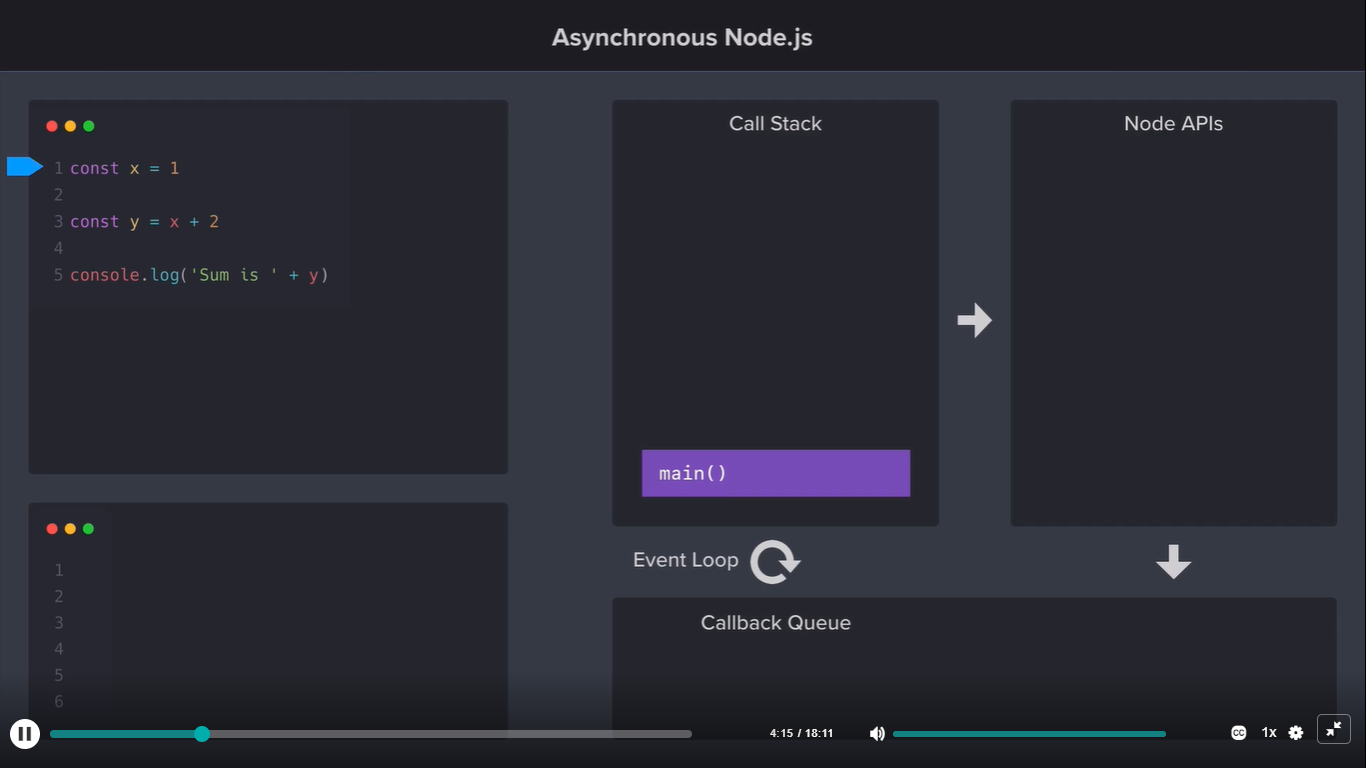 Asynchronous Node.js
1 const x = 1
2
3 const y = x + 2
4
5 console.log('Sum is ' + y)
Call Stack
main()
Node APIs
Event Loop
Callback Queue
1
2
3
4
5
6
4:15 / 18:11
CC
1x